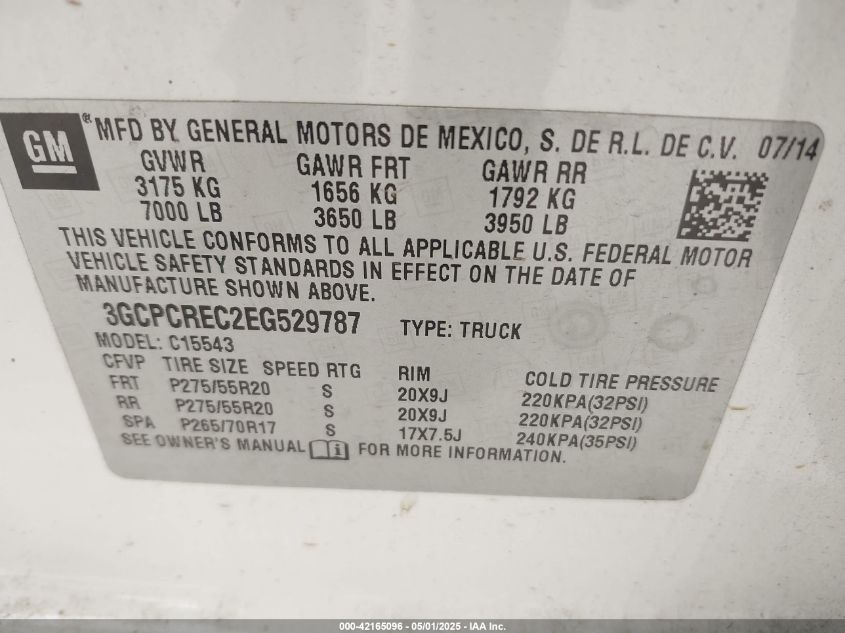 GM ® MFD BY GENERAL MOTORS DE MEXICO, S. DE R.L. DE C.V. 07/14
GVWR GAWR FRT GAWR RR
3175 KG 1656 KG 1792 KG
7000 LB 3650 LB 3950 LB
THIS VEHICLE CONFORMS TO ALL APPLICABLE U.S. FEDERAL MOTOR
VEHICLE SAFETY STANDARDS IN EFFECT ON THE DATE OF
MANUFACTURE SHOWN ABOVE.
3GCPCREC2EG529787 TYPE: TRUCK
MODEL: C15543
CFVP TIRE SIZE SPEED RTG RIM COLD TIRE PRESSURE
FRT P275/55R20 S 20X9J 220KPA(32PSI)
RR P275/55R20 S 20X9J 220KPA(32PSI)
SPA P265/70R17 S 17X7.5J 240KPA(35PSI)
SEE OWNER'S MANUAL i FOR MORE INFORMATION.
000-42165096 - 05/01/2025 - IAA Inc.